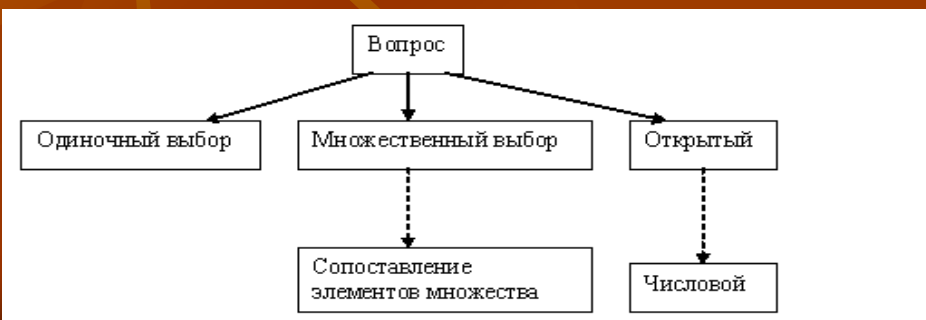 Вопрос
Одиночный выбор
Множественный выбор
Открытый
Сопоставление
элементов множества
Числовой